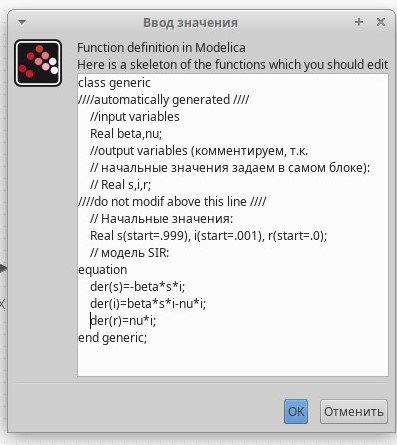 Ввод значения
Function definition in Modelica
Here is a skeleton of the functions which you should edit
class generic
////automatically generated ////
//input variables
Real beta,nu;
//output variables (комментируем, т.к.
// начальные значения задаем в самом блоке):
// Real s,i,r;
////do not modif above this line ////
// Начальные значения:
Real s(start=.999), i(start=.001), r(start=.0);
// модель SIR:
equation
der(s)=-beta*s*i;
der(i)=beta*s*i-nu*i;
der(r)=nu*i;
end generic;
OK Отменить